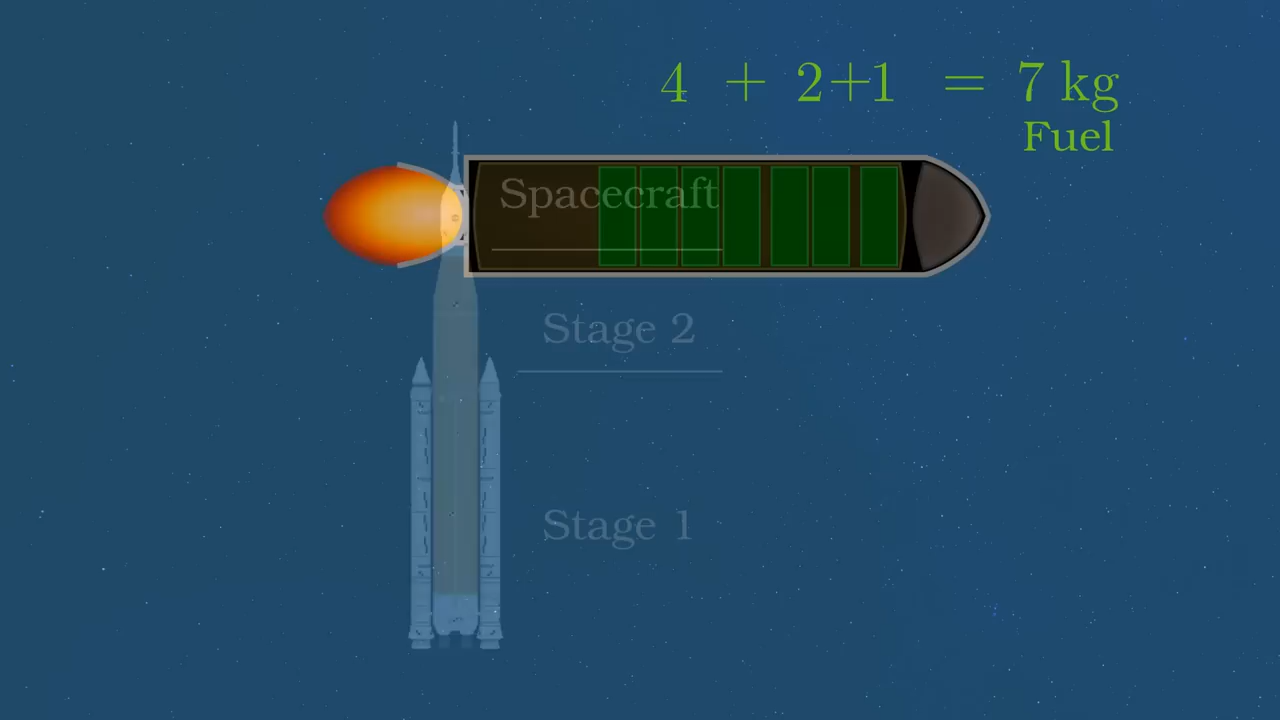 4 + 2+1 = 7 kg
Fuel
Spacecraft
Stage 2
Stage 1